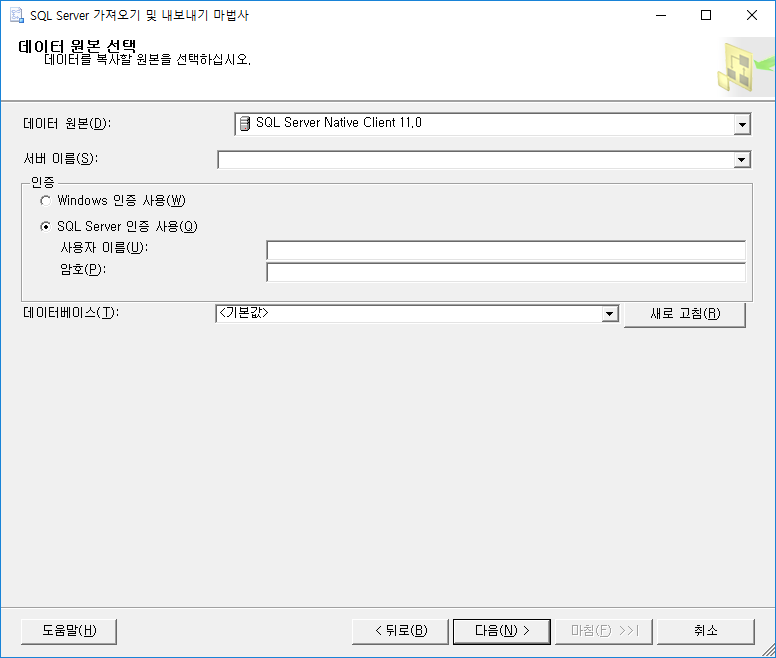 SQL Server 가져오기 및 내보내기 마법사
데이터 원본 선택
데이터를 복사할 원본을 선택하십시오.
데이터 원본(D):
SQL Server Native Client 11.0
서버 이름(S):
인증
Windows 인증 사용(W)
SQL Server 인증 사용(Q)
사용자 이름(U):
암호(P):
데이터베이스(T):
<기본값>
새로 고침(R)
도움말(H)
< 뒤로(B)
다음(N) >
마침(F) >>|
취소